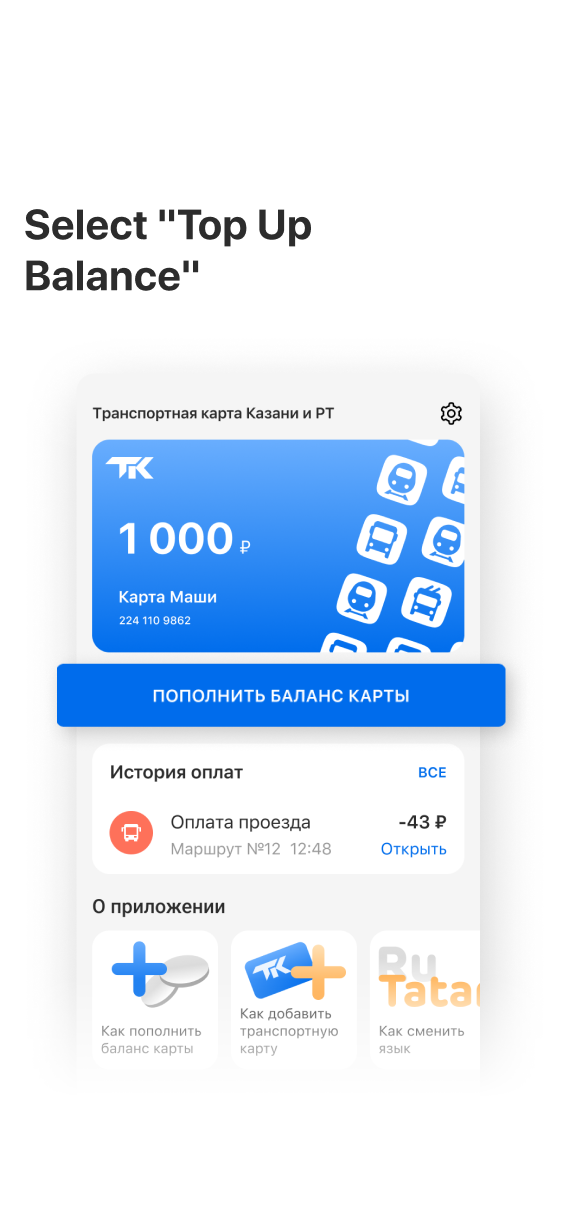 Select "Top Up
Balance"
Транспортная карта Казани и РТ
ТК
1 000 ₽
Карта Маши
224 110 9862
ПОПОЛНИТЬ БАЛАНС КАРТЫ
История оплат ВСЕ
Оплата проезда -43 ₽
Маршрут №12 12:48 Открыть
О приложении
ТК
Ru
Tatar
Как пополнить
баланс карты
Как добавить
транспортную
карту
Как сменить
язык